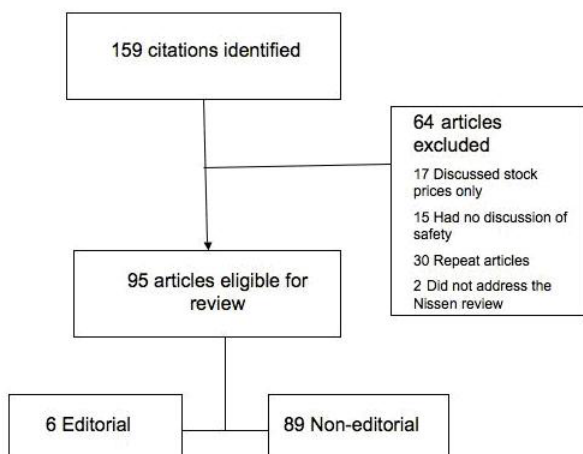 159 citations identified
64 articles
excluded
17 Discussed stock
prices only
15 Had no discussion of
safety
30 Repeat articles
2 Did not address the
Nissen review
95 articles eligible for
review
6 Editorial
89 Non-editorial